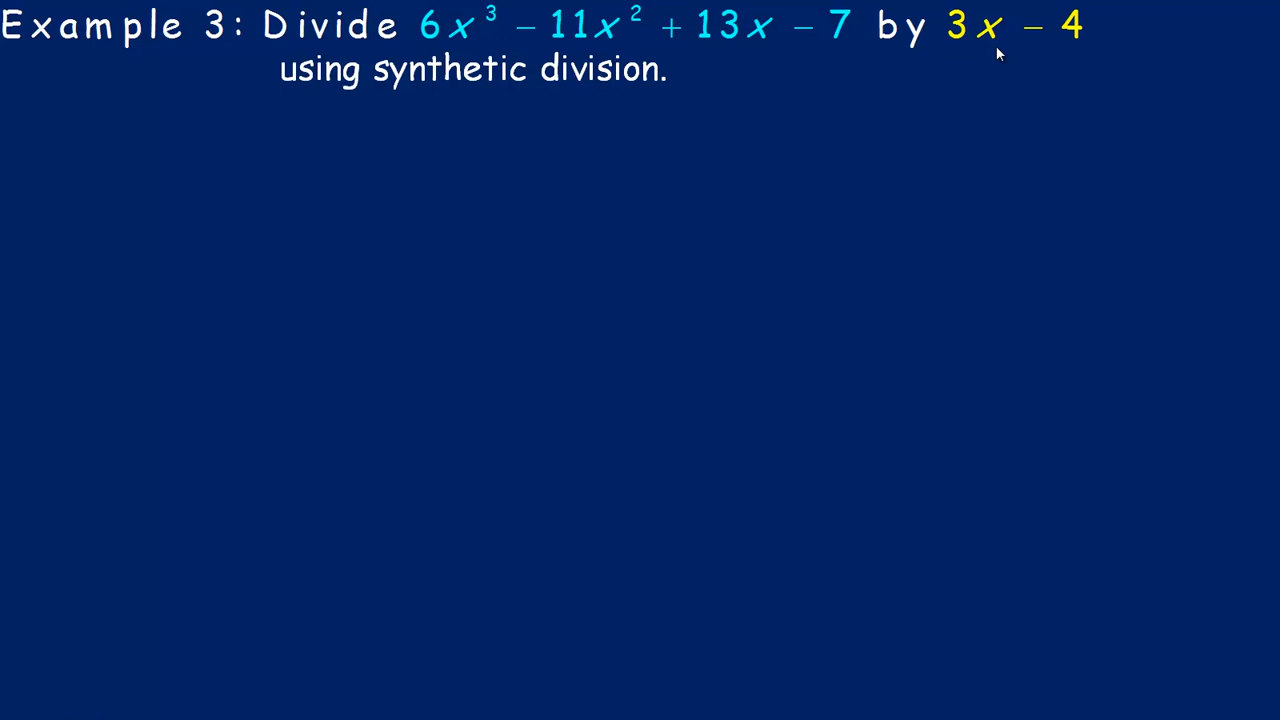 Example 3: Divide 6x³ − 11x² + 13x − 7 by 3x − 4
using synthetic division.